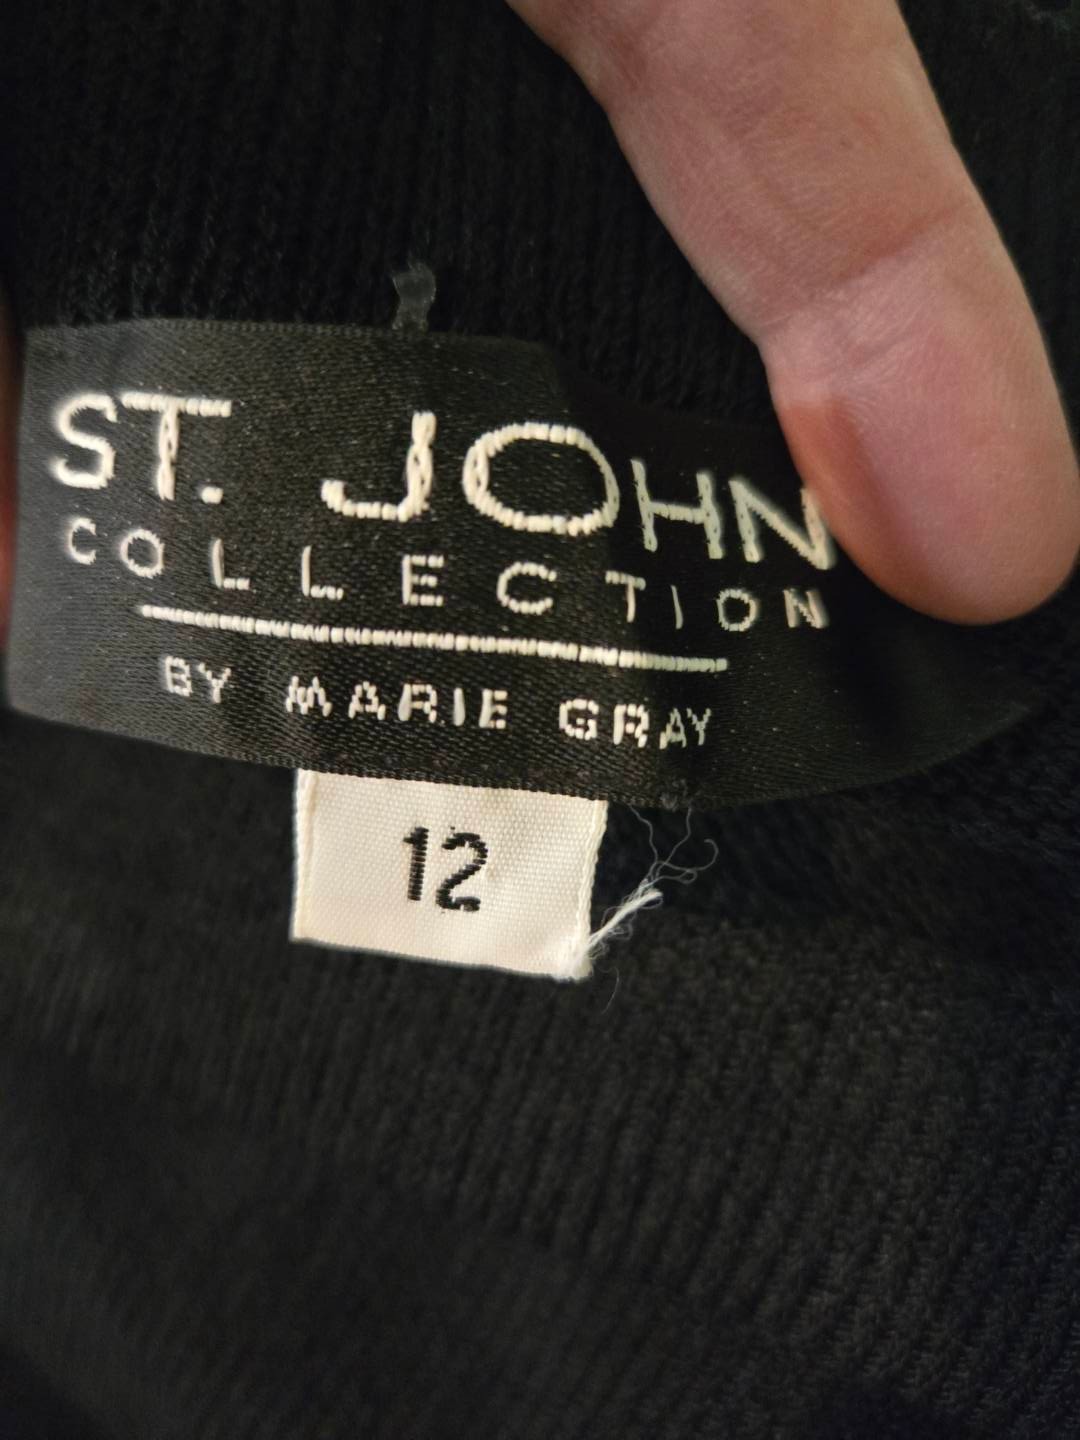 ST. JOHN
COLLECTION
BY MARIE GRAY
12